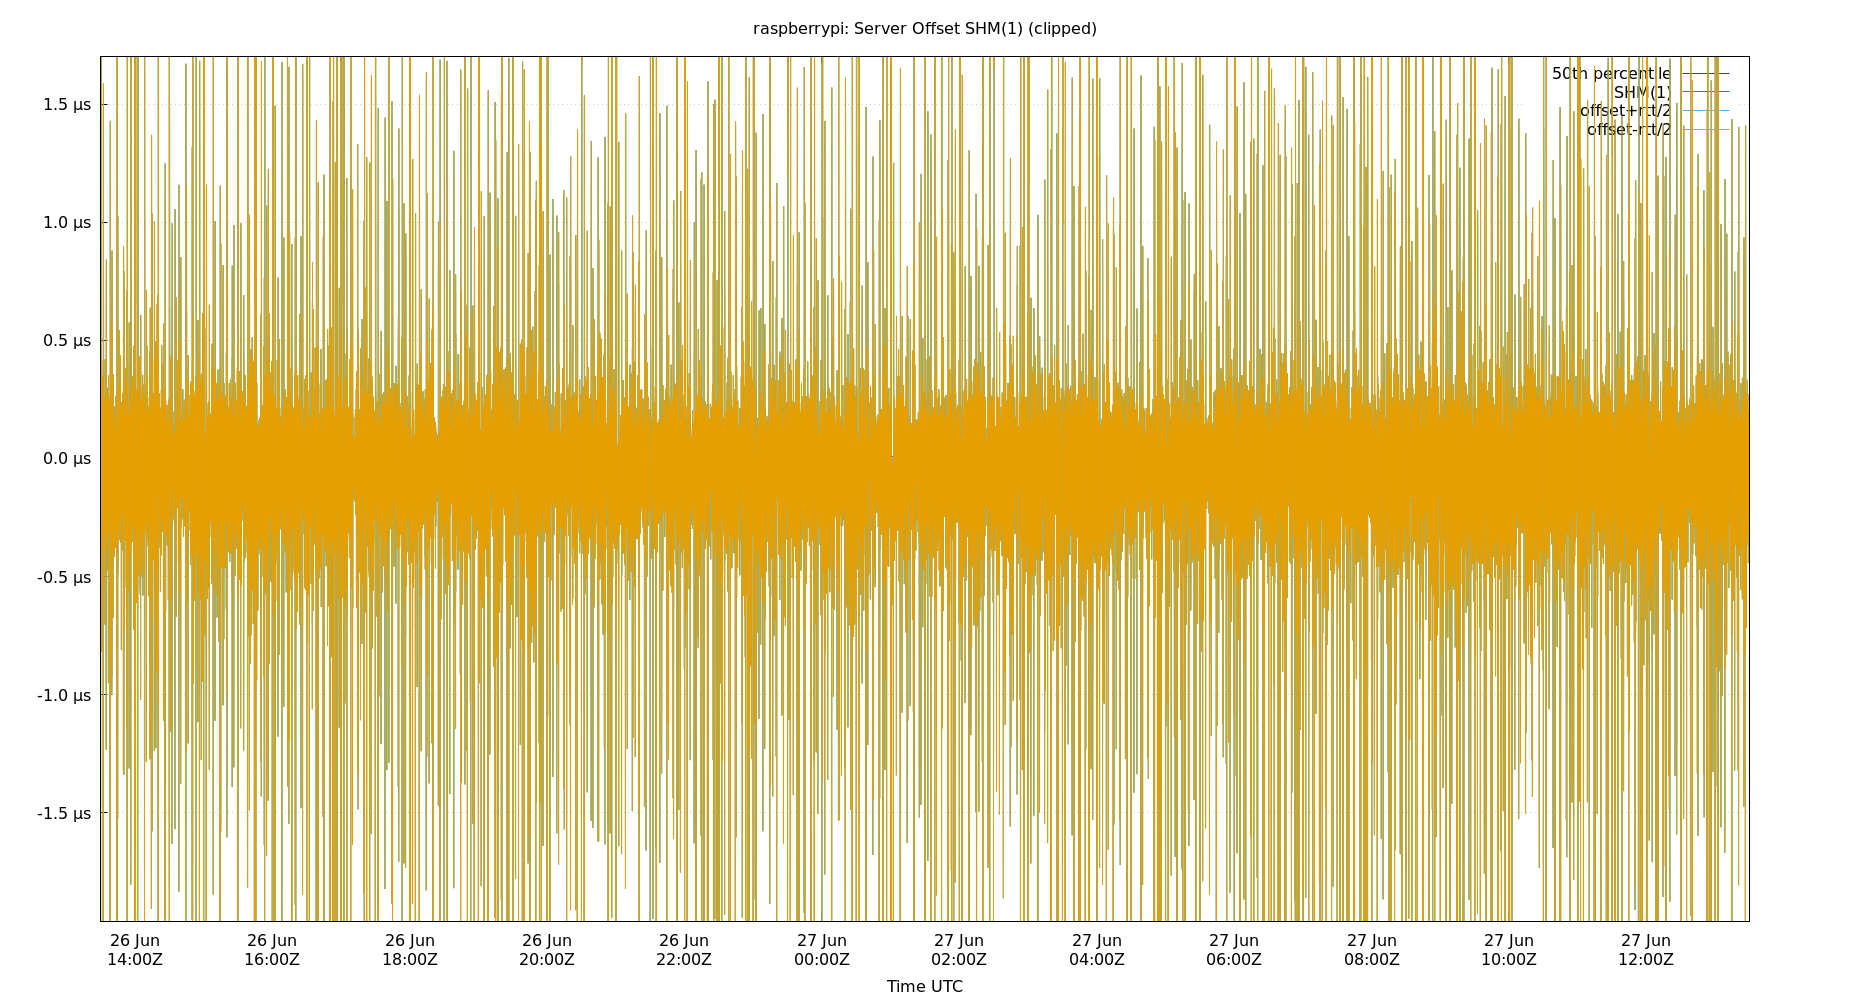 raspberrypi: Server Offset SHM(1) (clipped)
50th percentile
SHM(1)
offset+rtt/2
offset-rtt/2
1.5 µs
1.0 µs
0.5 µs
0.0 µs
-0.5 µs
-1.0 µs
-1.5 µs
26 Jun 26 Jun 26 Jun 26 Jun 26 Jun 27 Jun 27 Jun 27 Jun 27 Jun 27 Jun 27 Jun 27 Jun
14:00Z 16:00Z 18:00Z 20:00Z 22:00Z 00:00Z 02:00Z 04:00Z 06:00Z 08:00Z 10:00Z 12:00Z
Time UTC